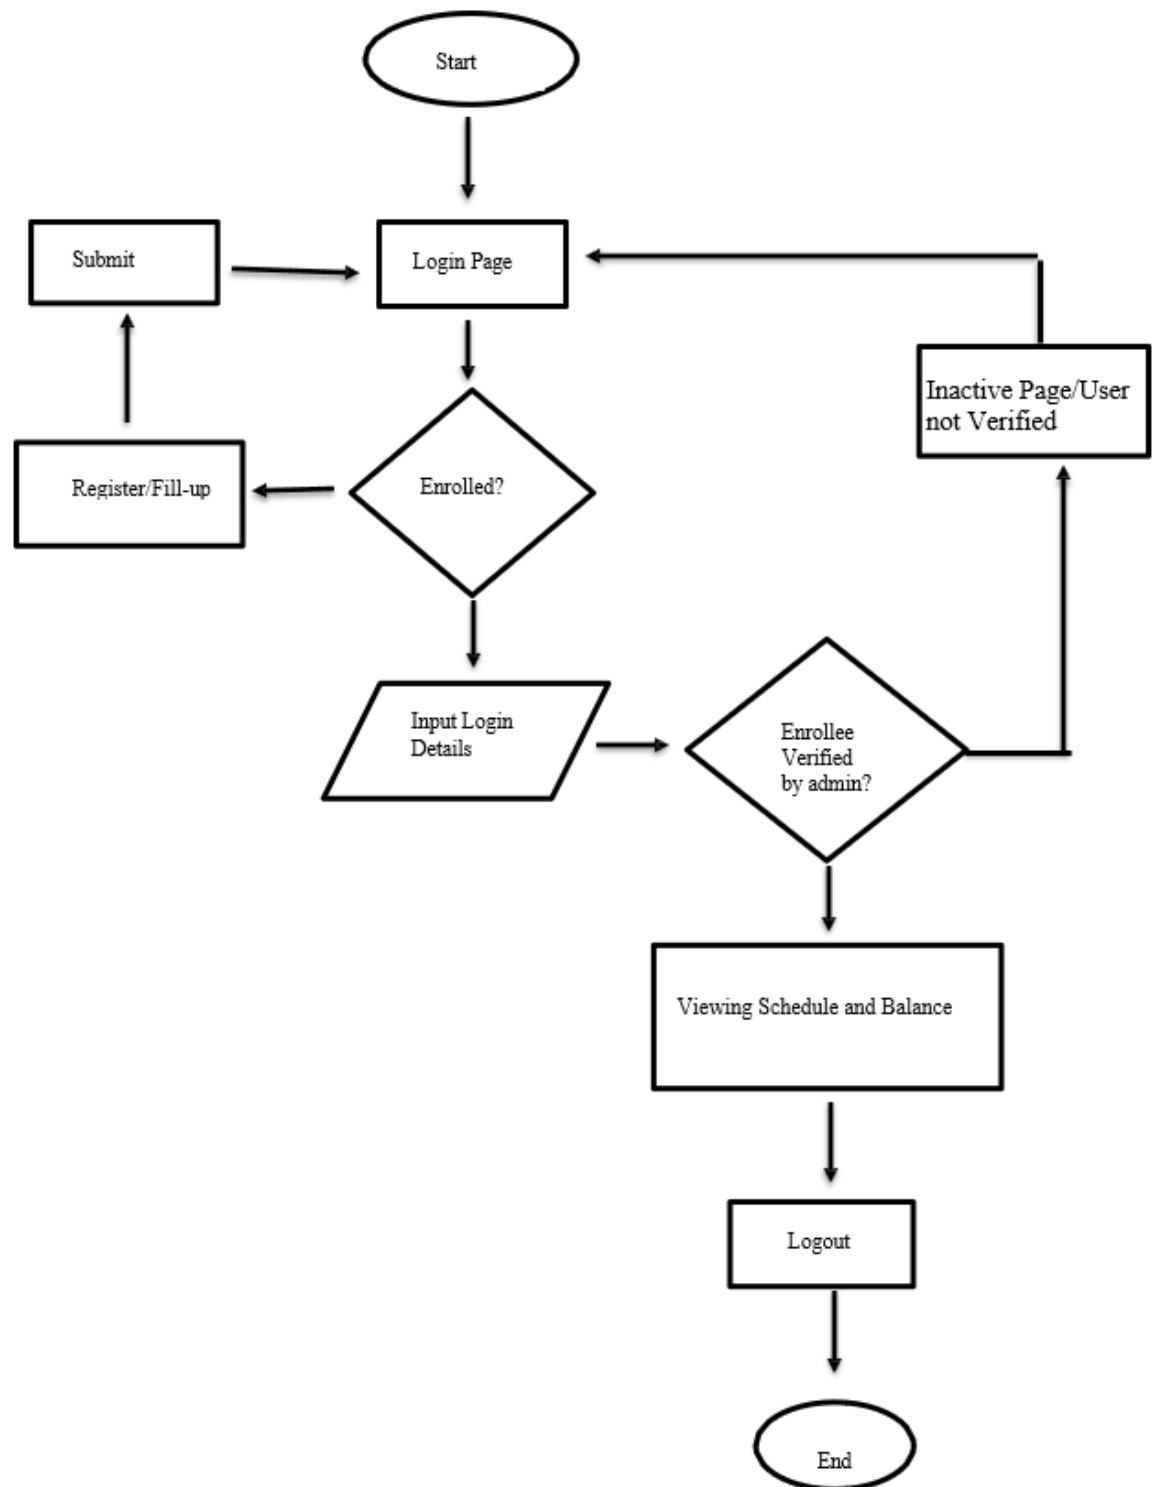 Start
Submit
Login Page
Inactive Page/User
not Verified
Register/Fill-up
Enrolled?
Input Login
Details
Enrollee
Verified
by admin?
Viewing Schedule and Balance
Logout
End